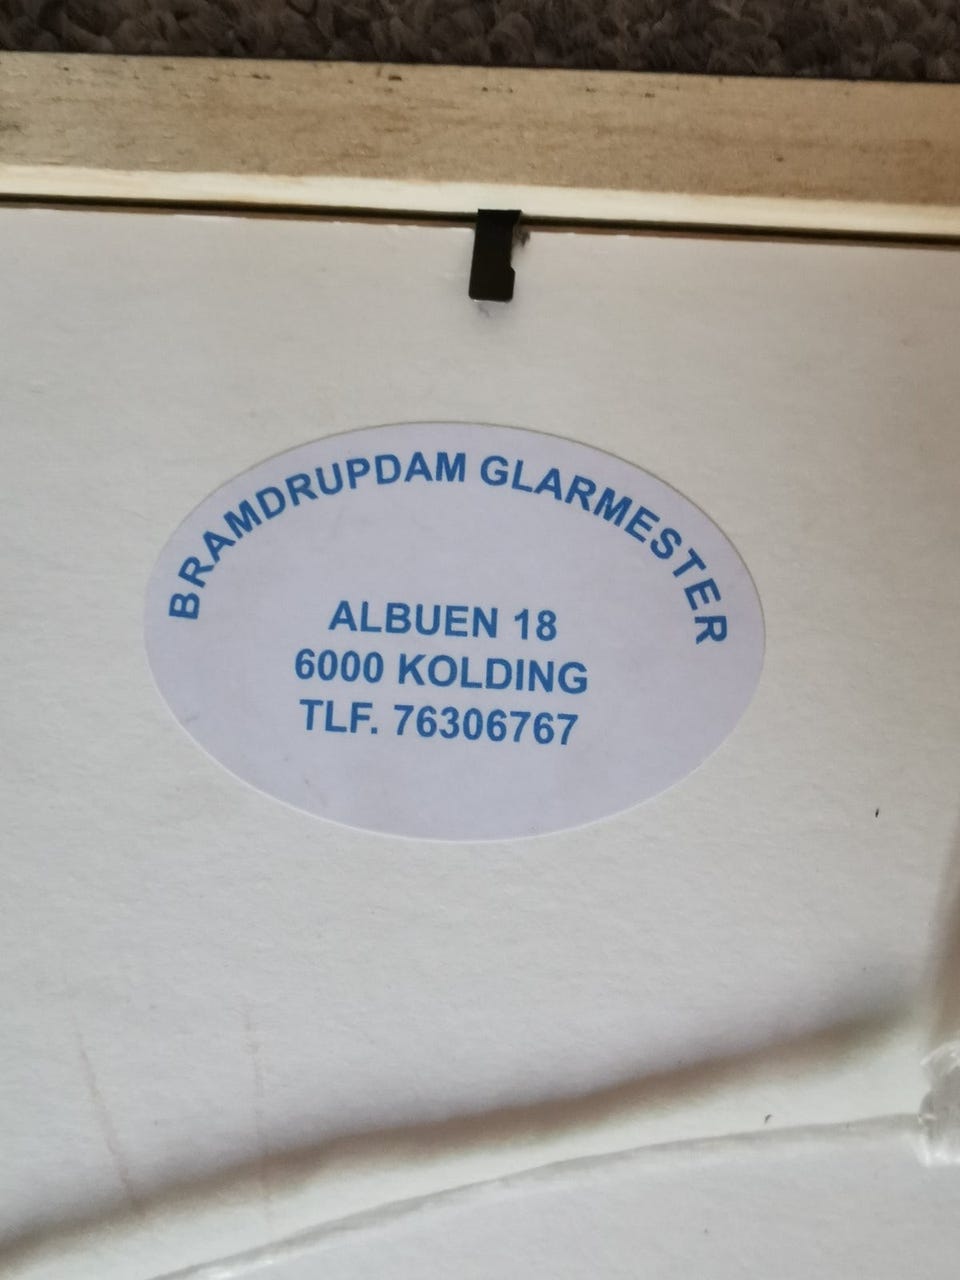 BRAMDRUPDAM GLARMESTER
ALBUEN 18
6000 KOLDING
TLF. 76306767